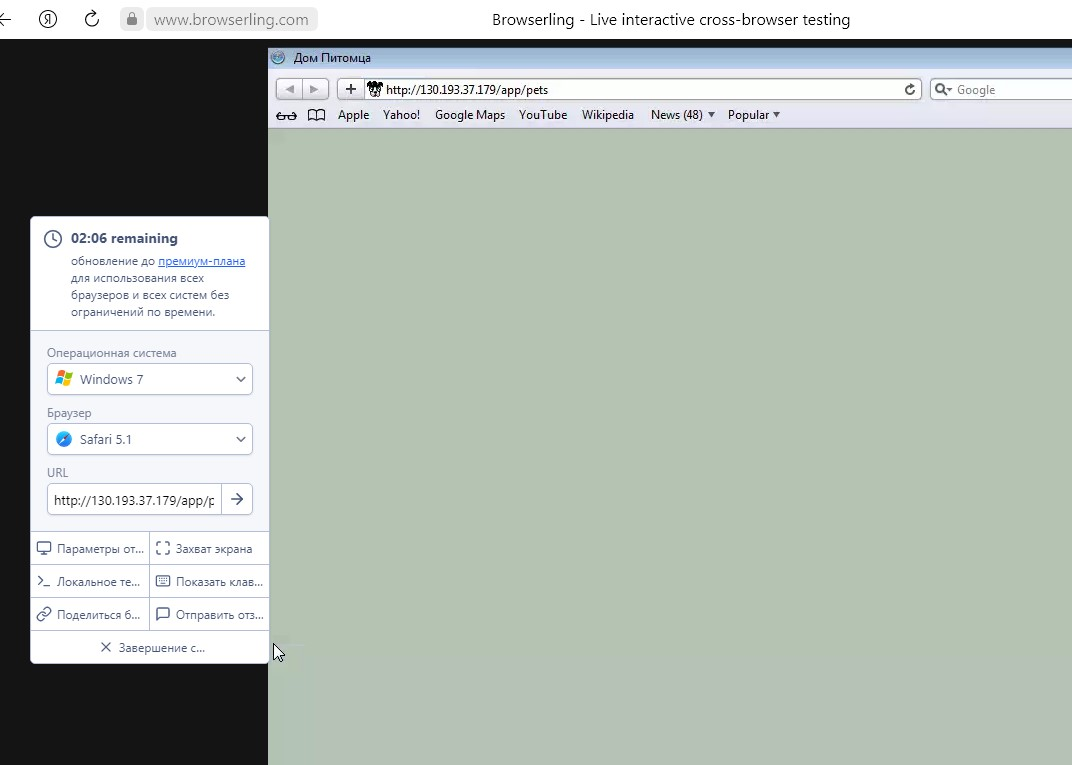 www.browserling.com
Browserling - Live interactive cross-browser testing
Дом Питомца
http://130.193.37.179/app/pets
Google
Apple Yahoo! Google Maps YouTube Wikipedia News (48) Popular
02:06 remaining
обновление до премиум-плана
для использования всех
браузеров и всех систем без
ограничений по времени.
Операционная система
Windows 7
Браузер
Safari 5.1
URL
http://130.193.37.179/app/p
Параметры от...
Захват экрана
Локальное те...
Показать клав...
Поделиться б...
Отправить отз...
Завершение с...